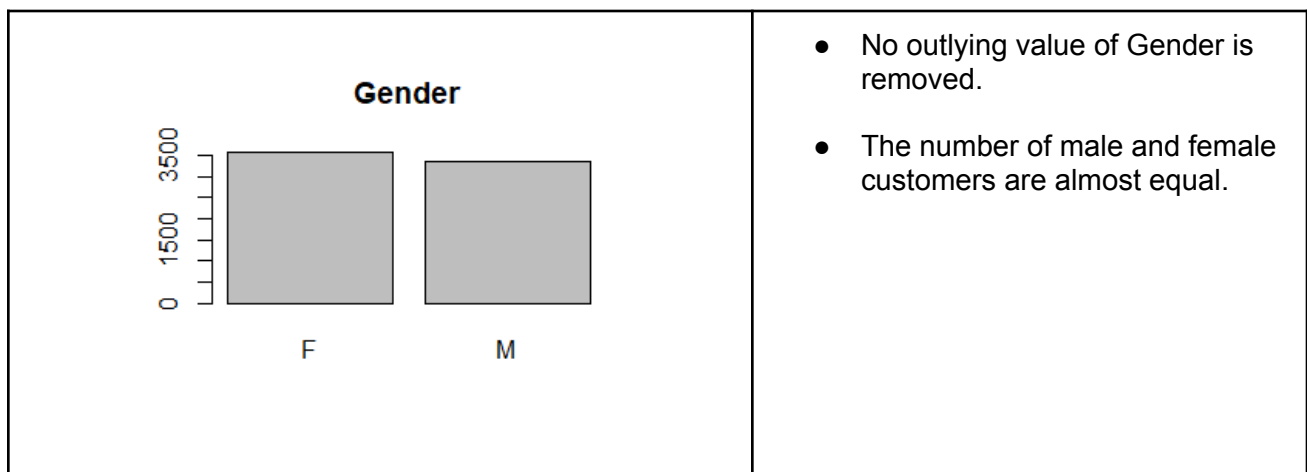 Gender
3500
1500
0
F
M
● No outlying value of Gender is
removed.
● The number of male and female
customers are almost equal.